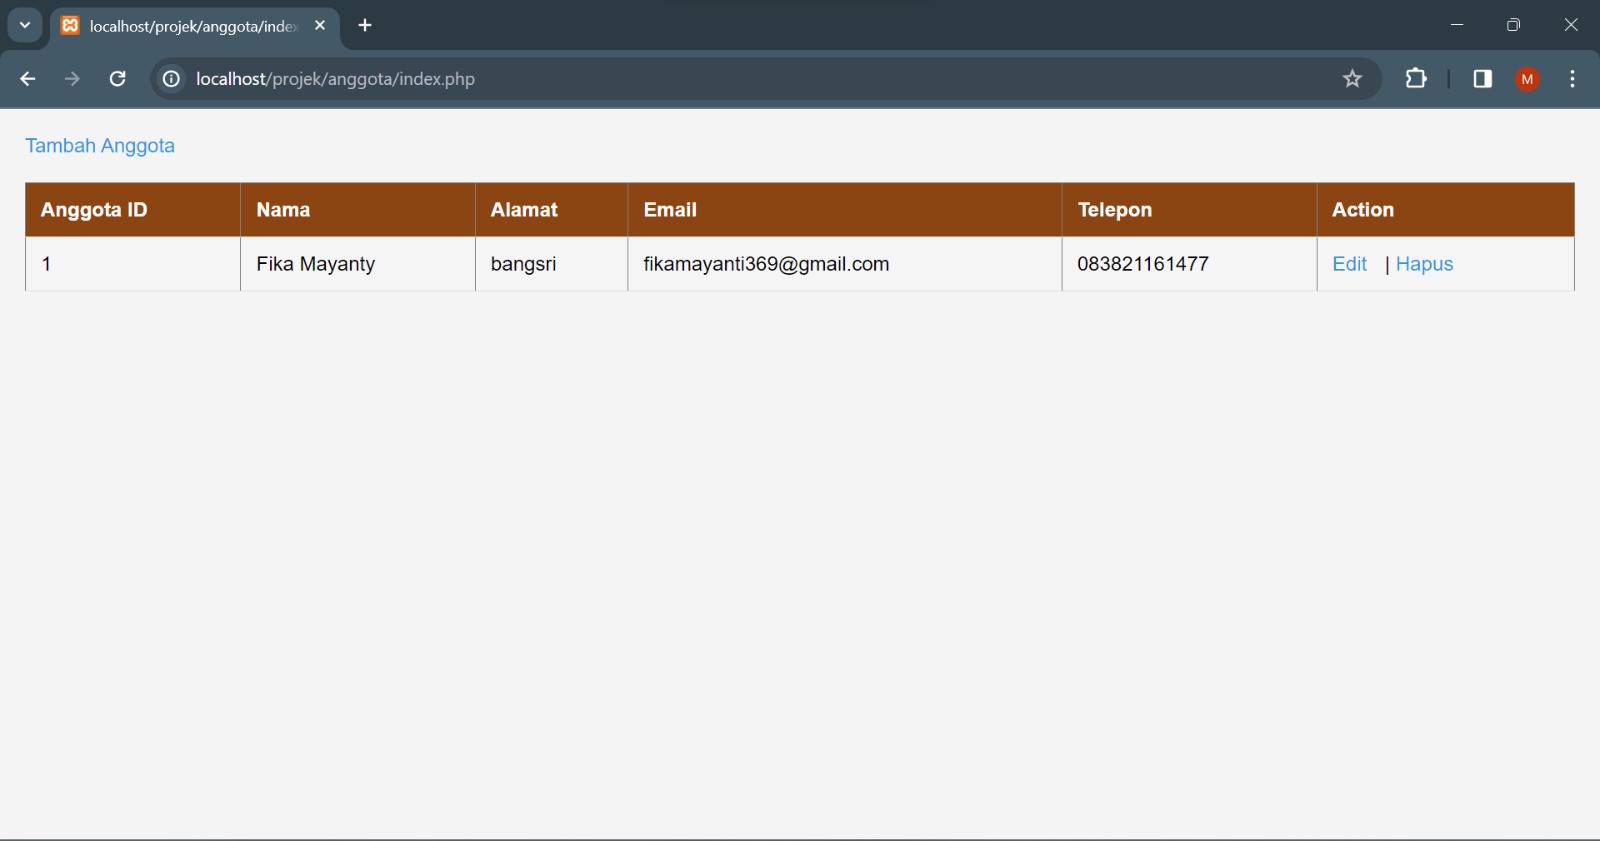 localhost/projek/anggota/index
localhost/projek/anggota/index.php
M
Tambah Anggota
Anggota ID Nama Alamat Email Telepon Action
1 Fika Mayanty bangsri fikamayanti369@gmail.com 083821161477 Edit | Hapus